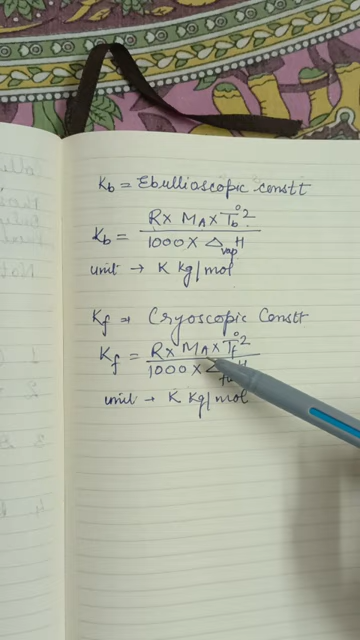 Kb = Ebullioscopic constt
Kb = R x MA x Tb°2 / 1000 x ΔvapH
unit → K Kg/mol
Kf → Cryoscopic Constt
Kf = R x MA x Tf°2 / 1000 x ΔfusH
unit → K Kg/mol